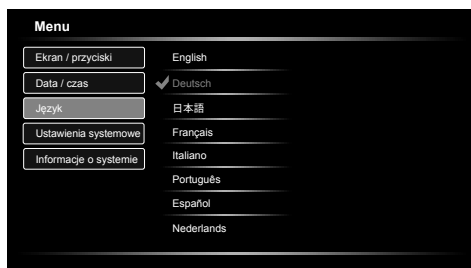 Menu
Ekran / przyciski
Data / czas
Język
Ustawienia systemowe
Informacje o systemie
English
Deutsch
日本語
Français
Italiano
Português
Español
Nederlands